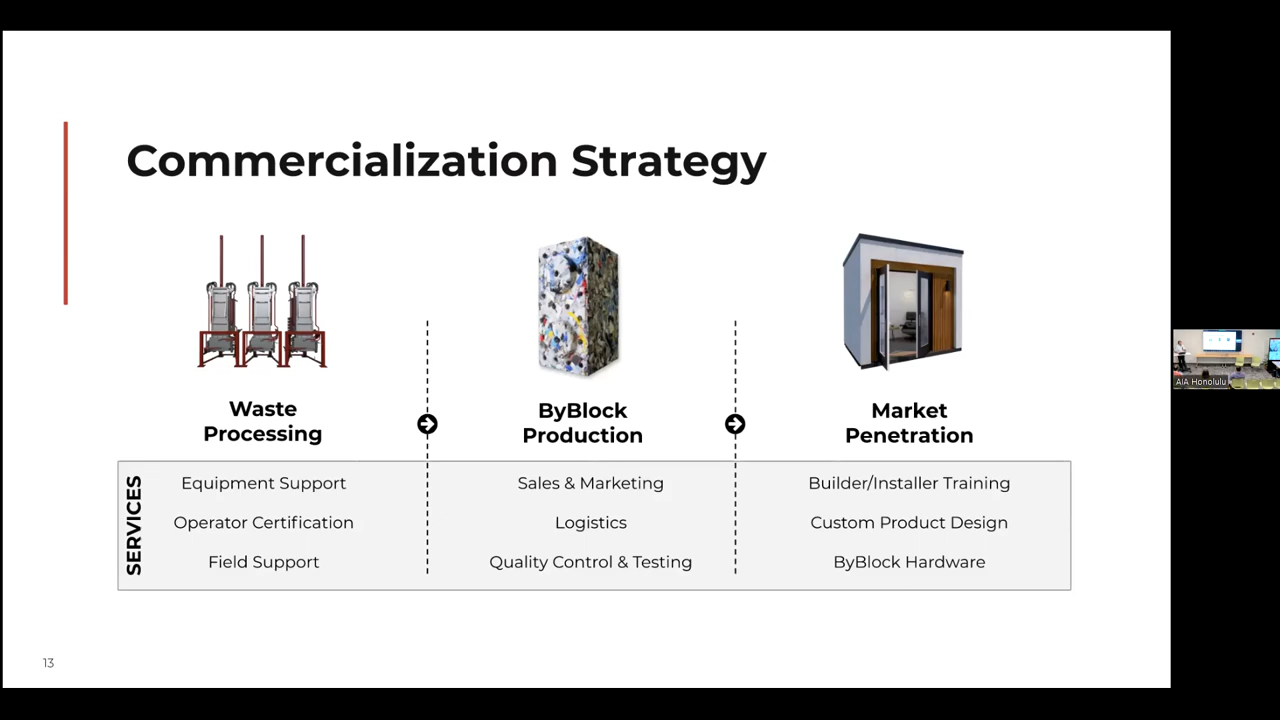 Commercialization Strategy
Waste
Processing
ByBlock
Production
Market
Penetration
SERVICES
Equipment Support
Sales & Marketing
Builder/Installer Training
Operator Certification
Logistics
Custom Product Design
Field Support
Quality Control & Testing
ByBlock Hardware
13
AIA Honolulu